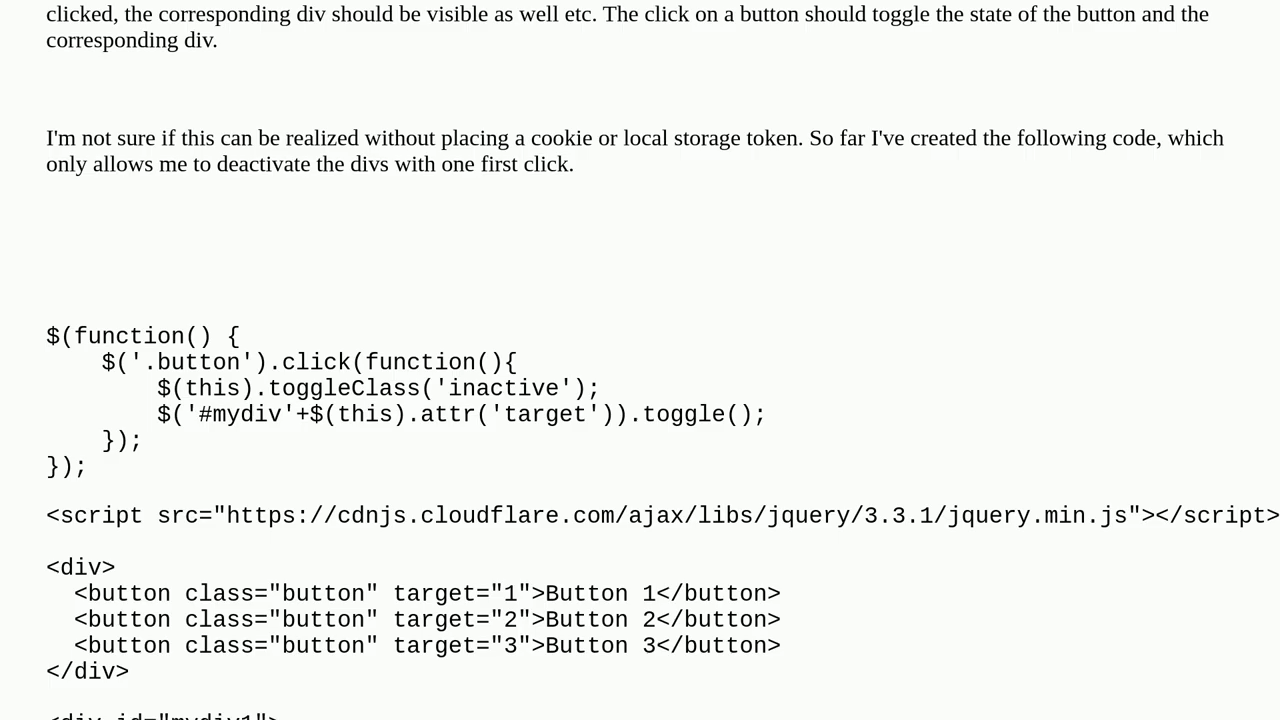 clicked, the corresponding div should be visible as well etc. The click on a button should toggle the state of the button and the
corresponding div.
I'm not sure if this can be realized without placing a cookie or local storage token. So far I've created the following code, which
only allows me to deactivate the divs with one first click.
$(function() {
    $('.button').click(function(){
        $(this).toggleClass('inactive');
        $('#mydiv'+$(this).attr('target')).toggle();
    });
});
<script src="https://cdnjs.cloudflare.com/ajax/libs/jquery/3.3.1/jquery.min.js"></script>
<div>
  <button class="button" target="1">Button 1</button>
  <button class="button" target="2">Button 2</button>
  <button class="button" target="3">Button 3</button>
</div>
<div id="mydiv1">